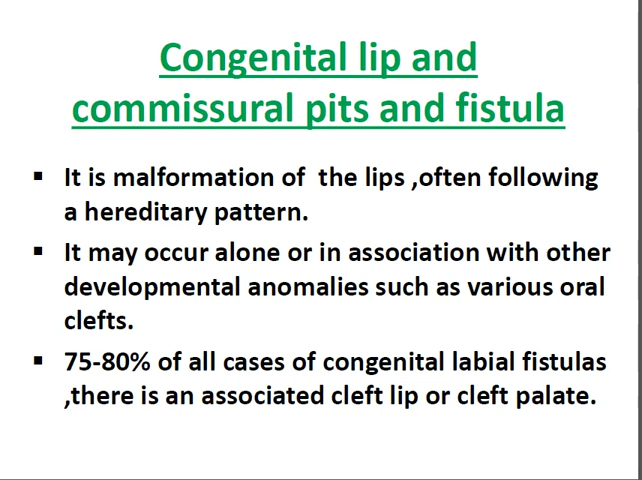 Congenital lip and
commissural pits and fistula
▪ It is malformation of  the lips ,often following
a hereditary pattern.
▪ It may occur alone or in association with other
developmental anomalies such as various oral
clefts.
▪ 75-80% of all cases of congenital labial fistulas
,there is an associated cleft lip or cleft palate.